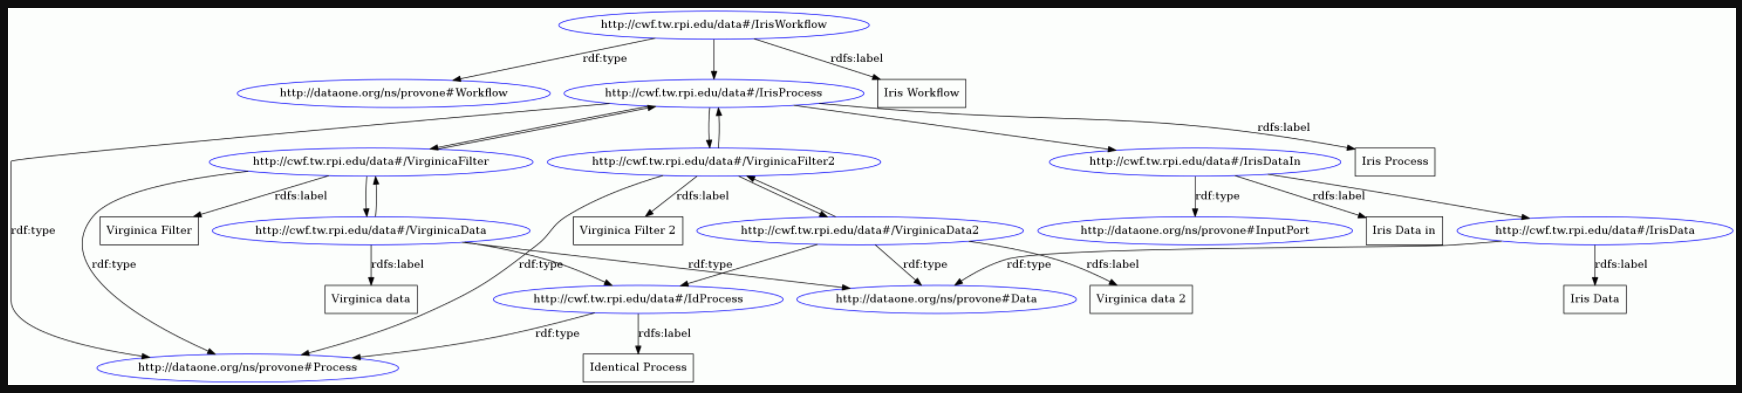 http://cwf.tw.rpi.edu/data#/IrisWorkflow
rdf:type
rdfs:label
http://dataone.org/ns/provone#Workflow
http://cwf.tw.rpi.edu/data#/IrisProcess
Iris Workflow
rdfs:label
http://cwf.tw.rpi.edu/data#/VirginicaFilter
http://cwf.tw.rpi.edu/data#/VirginicaFilter2
http://cwf.tw.rpi.edu/data#/IrisDataIn
Iris Process
rdfs:label
rdfs:label
rdf:type
rdfs:label
rdf:type
Virginica Filter
http://cwf.tw.rpi.edu/data#/VirginicaData
Virginica Filter 2
http://cwf.tw.rpi.edu/data#/VirginicaData2
http://dataone.org/ns/provone#InputPort
Iris Data in
http://cwf.tw.rpi.edu/data#/IrisData
rdf:type
rdfs:label
rdf:type
rdf:type
rdf:type
rdf:type
rdfs:label
rdfs:label
Virginica data
http://cwf.tw.rpi.edu/data#/IdProcess
http://dataone.org/ns/provone#Data
Virginica data 2
Iris Data
rdf:type
rdfs:label
http://dataone.org/ns/provone#Process
Identical Process